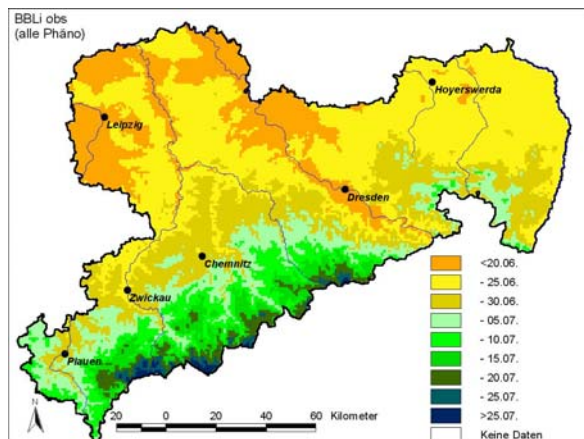 BBLi obs
(alle Phäno)
Hoyerswerda
Leipzig
Dresden
Chemnitz
Zwickau
Plauen
<20.06.
- 25.06.
- 30.06.
- 05.07.
- 10.07.
- 15.07.
- 20.07.
- 25.07.
>25.07.
Keine Daten
N
20 0 20 40 60 Kilometer